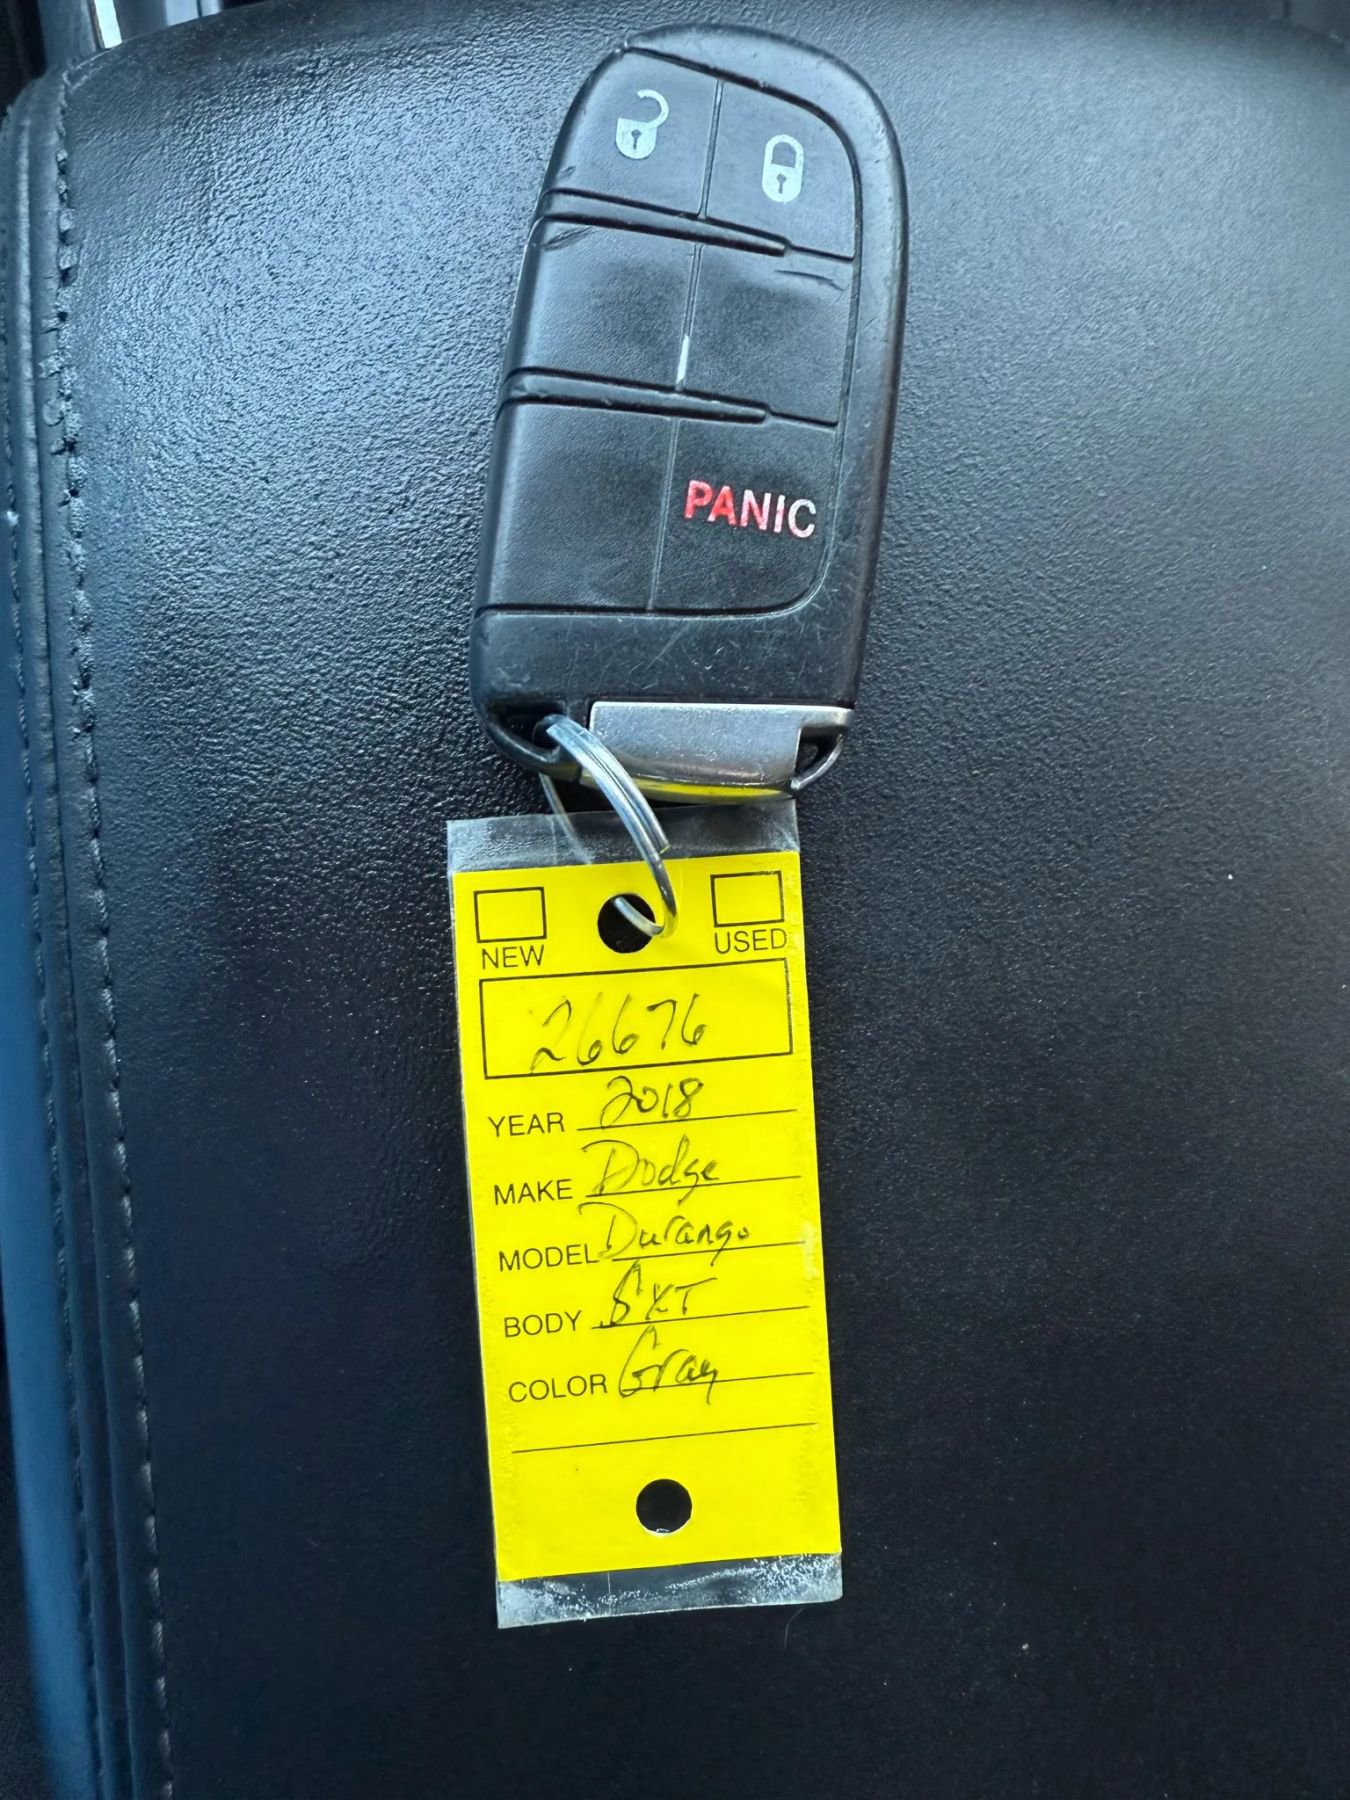 PANIC
NEW USED
26676
YEAR 2018
MAKE Dodge
MODEL Durango
BODY SXT
COLOR Gray